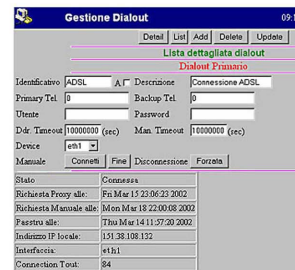 Gestione Dialout 09:
Detail List Add Delete Update
Lista dettagliata dialout
Dialout Primario
Identificativo ADSL A Descrizione Connessione ADSL
Primary Tel. 0 Backup Tel. 0
Utente Password
Ddr. Timeout 10000000 (sec) Man. Timeout 10000000 (sec)
Device eth1
Manuale Connetti Fine Disconnessione Forzata
Stato Connessa
Richiesta Proxy alle: Fri Mar 15 23:06:23 2002
Richiesta Manuale alle: Mon Mar 18 22:00:08 2002
Passtru alle: Thu Mar 14 11:57:20 2002
Indirizzo IP locale: 151.38.108.132
Interfaccia: eth1
Connection Tout: 84